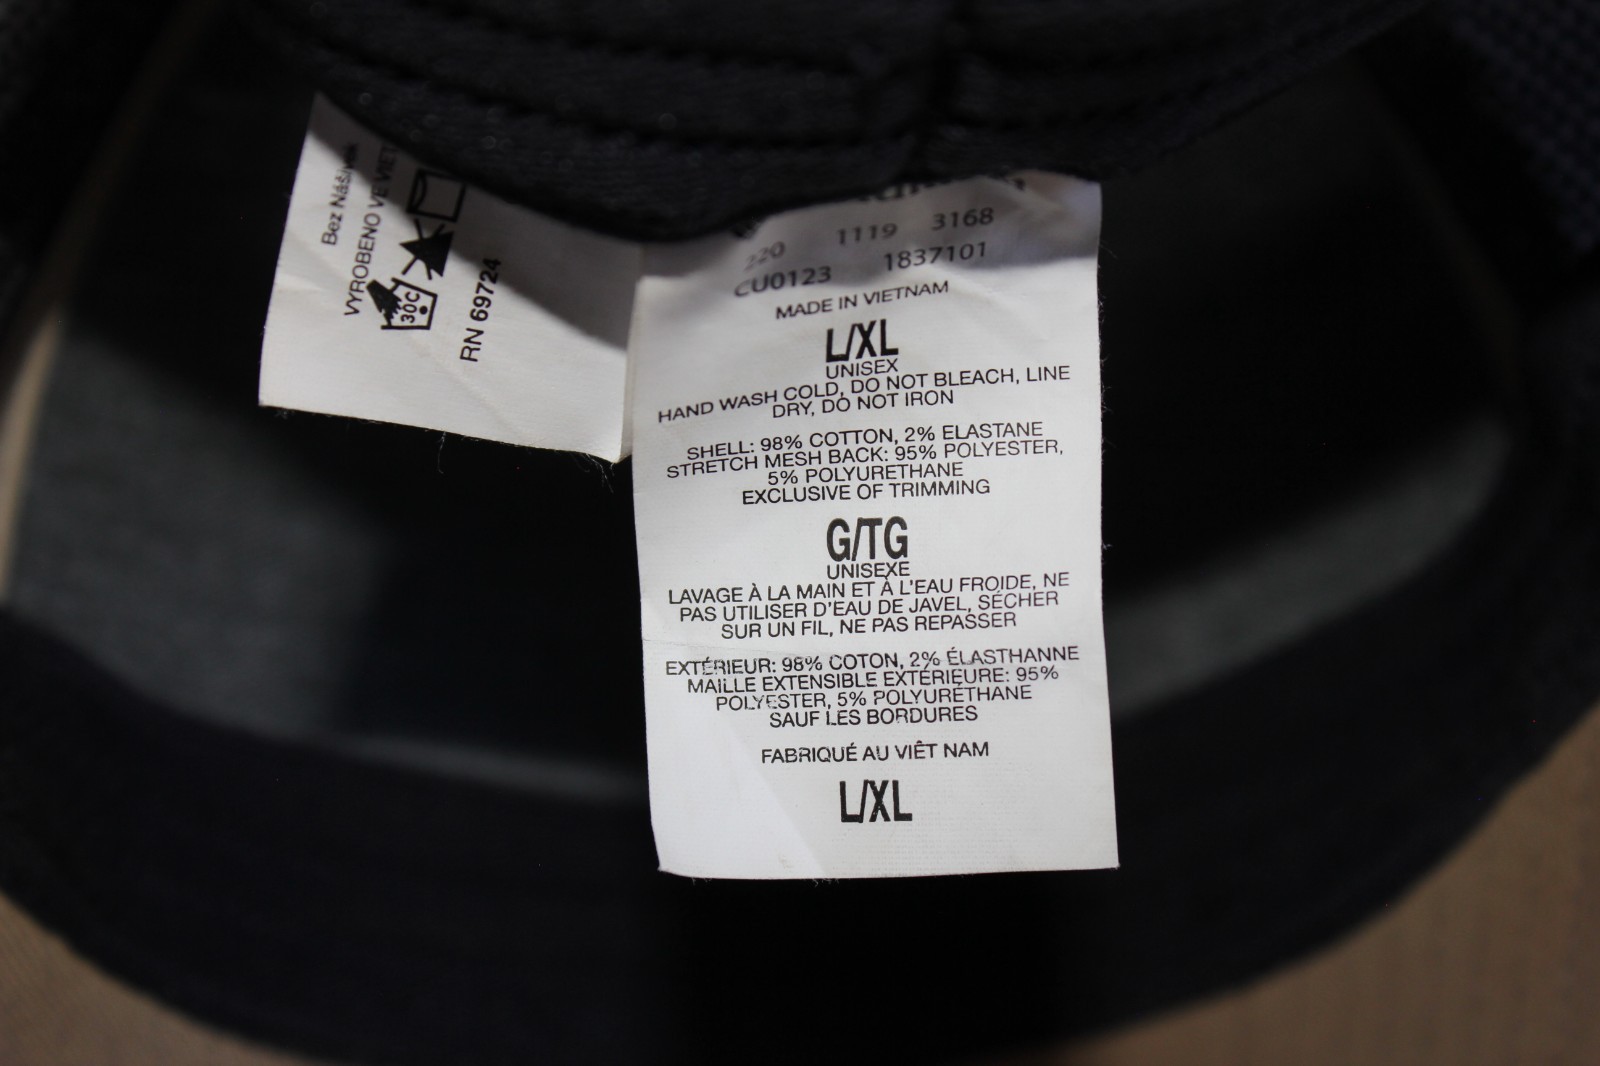 Bez Nášivek
VYROBENO VE VIET
30C
RN 69724
1119 3168
CU0123 1837101
MADE IN VIETNAM
L/XL
UNISEX
HAND WASH COLD, DO NOT BLEACH, LINE
DRY, DO NOT IRON
SHELL: 98% COTTON, 2% ELASTANE
STRETCH MESH BACK: 95% POLYESTER,
5% POLYURETHANE
EXCLUSIVE OF TRIMMING
G/TG
UNISEXE
LAVAGE À LA MAIN ET À L'EAU FROIDE, NE
PAS UTILISER D'EAU DE JAVEL, SÉCHER
SUR UN FIL, NE PAS REPASSER
EXTÉRIEUR: 98% COTON, 2% ÉLASTHANNE
MAILLE EXTENSIBLE EXTÉRIEURE: 95%
POLYESTER, 5% POLYURÉTHANE
SAUF LES BORDURES
FABRIQUÉ AU VIÊT NAM
L/XL